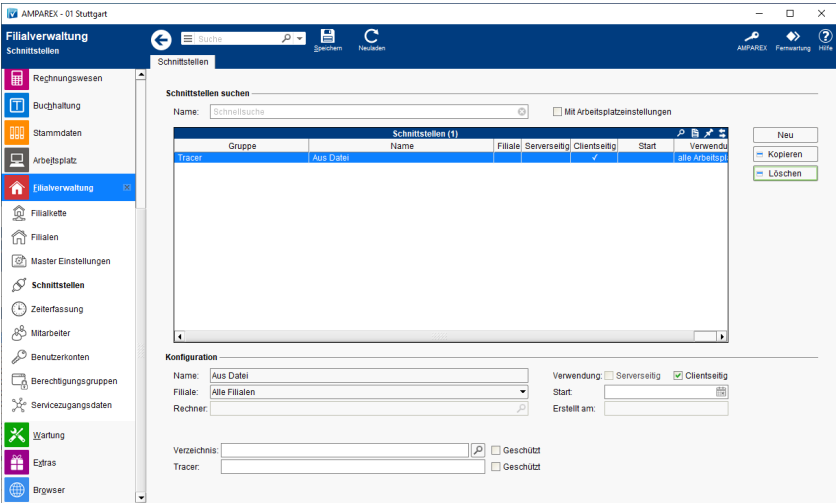 AMPAREX - 01 Stuttgart
Filialverwaltung
Schnittstellen
Suche
Speichern
Neuladen
AMPAREX
Fernwartung
Hilfe
Schnittstellen
Rechnungswesen
Buchhaltung
Stammdaten
Arbeitsplatz
Filialverwaltung
Filialkette
Filialen
Master Einstellungen
Schnittstellen
Zeiterfassung
Mitarbeiter
Benutzerkonten
Berechtigungsgruppen
Servicezugangsdaten
Wartung
Extras
Browser
Schnittstellen suchen
Name: Schnellsuche
Mit Arbeitsplatzeinstellungen
Schnittstellen (1)
Gruppe Name Filiale Serverseitig Clientseitig Start Verwendu
Tracer Aus Datei ✓ alle Arbeitspl
Neu
Kopieren
Löschen
Konfiguration
Name: Aus Datei
Verwendung: Serverseitig Clientseitig
Filiale: Alle Filialen
Start:
Rechner:
Erstellt am:
Verzeichnis: Geschützt
Tracer: Geschützt